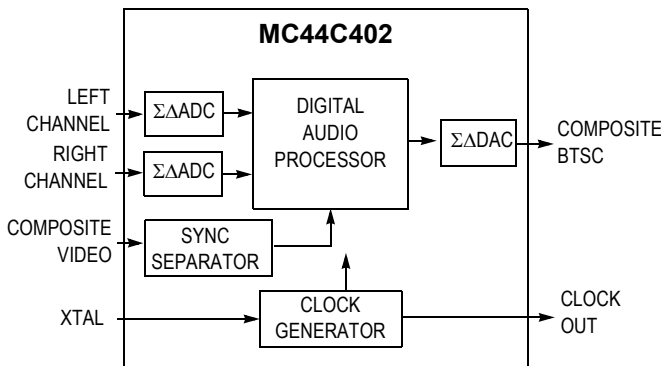 MC44C402
LEFT
CHANNEL
ΣΔADC
DIGITAL
AUDIO
PROCESSOR
ΣΔDAC
COMPOSITE
BTSC
RIGHT
CHANNEL
ΣΔADC
COMPOSITE
VIDEO
SYNC
SEPARATOR
XTAL
CLOCK
GENERATOR
CLOCK
OUT